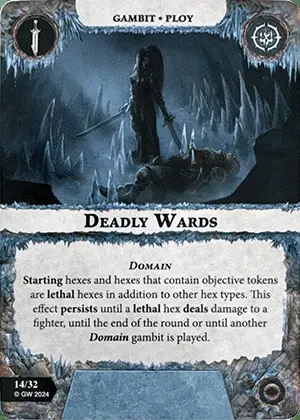 GAMBIT • PLOY
DEADLY WARDS
DOMAIN
Starting hexes and hexes that contain objective tokens
are lethal hexes in addition to other hex types. This
effect persists until a lethal hex deals damage to a
fighter, until the end of the round or until another
Domain gambit is played.
14/32
© GW 2024